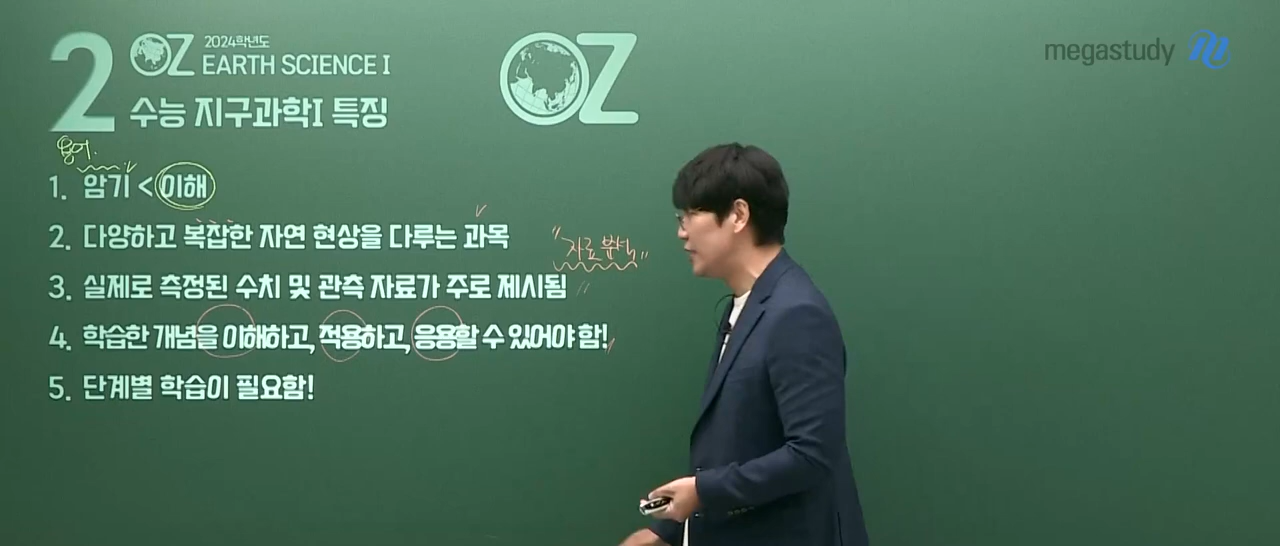 2
OZ
2024학년도
EARTH SCIENCE I
수능 지구과학I 특징
OZ
megastudy
용어.
1. 암기 < 이해
2. 다양하고 복잡한 자연 현상을 다루는 과목
"자료 분석"
3. 실제로 측정된 수치 및 관측 자료가 주로 제시됨
4. 학습한 개념을 이해하고, 적용하고, 응용할 수 있어야 함!
5. 단계별 학습이 필요함!